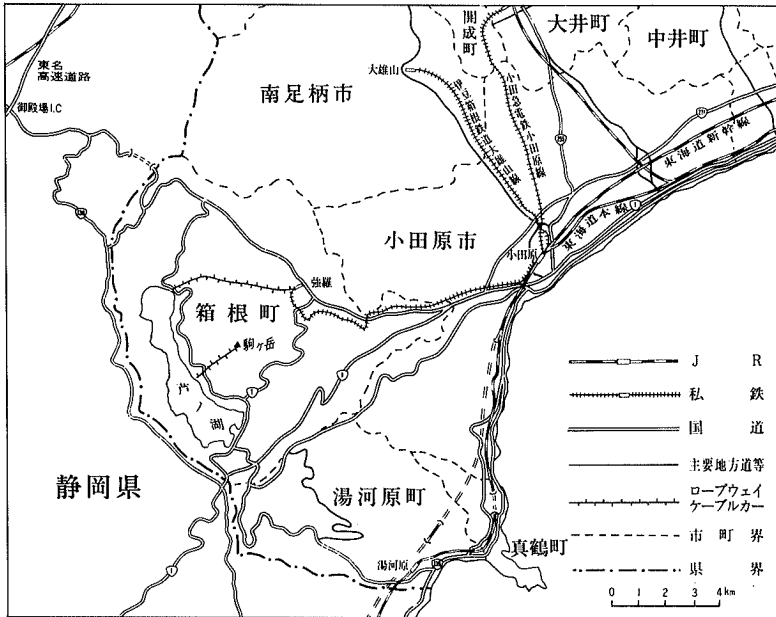 開成町
大井町
中井町
東名
高速道路
御殿場I.C
大雄山
南足柄市
伊豆箱根鉄道大雄山線
小田急電鉄小田原線
東海道新幹線
東海道本線
1
小田原市
小田原
強羅
箱根町
駒ヶ岳
芦ノ湖
1
1
静岡県
湯河原町
湯河原
真鶴町
1
JR
私鉄
国道
主要地方道等
ロープウェイ
ケーブルカー
市町界
県界
0 1 2 3 4km